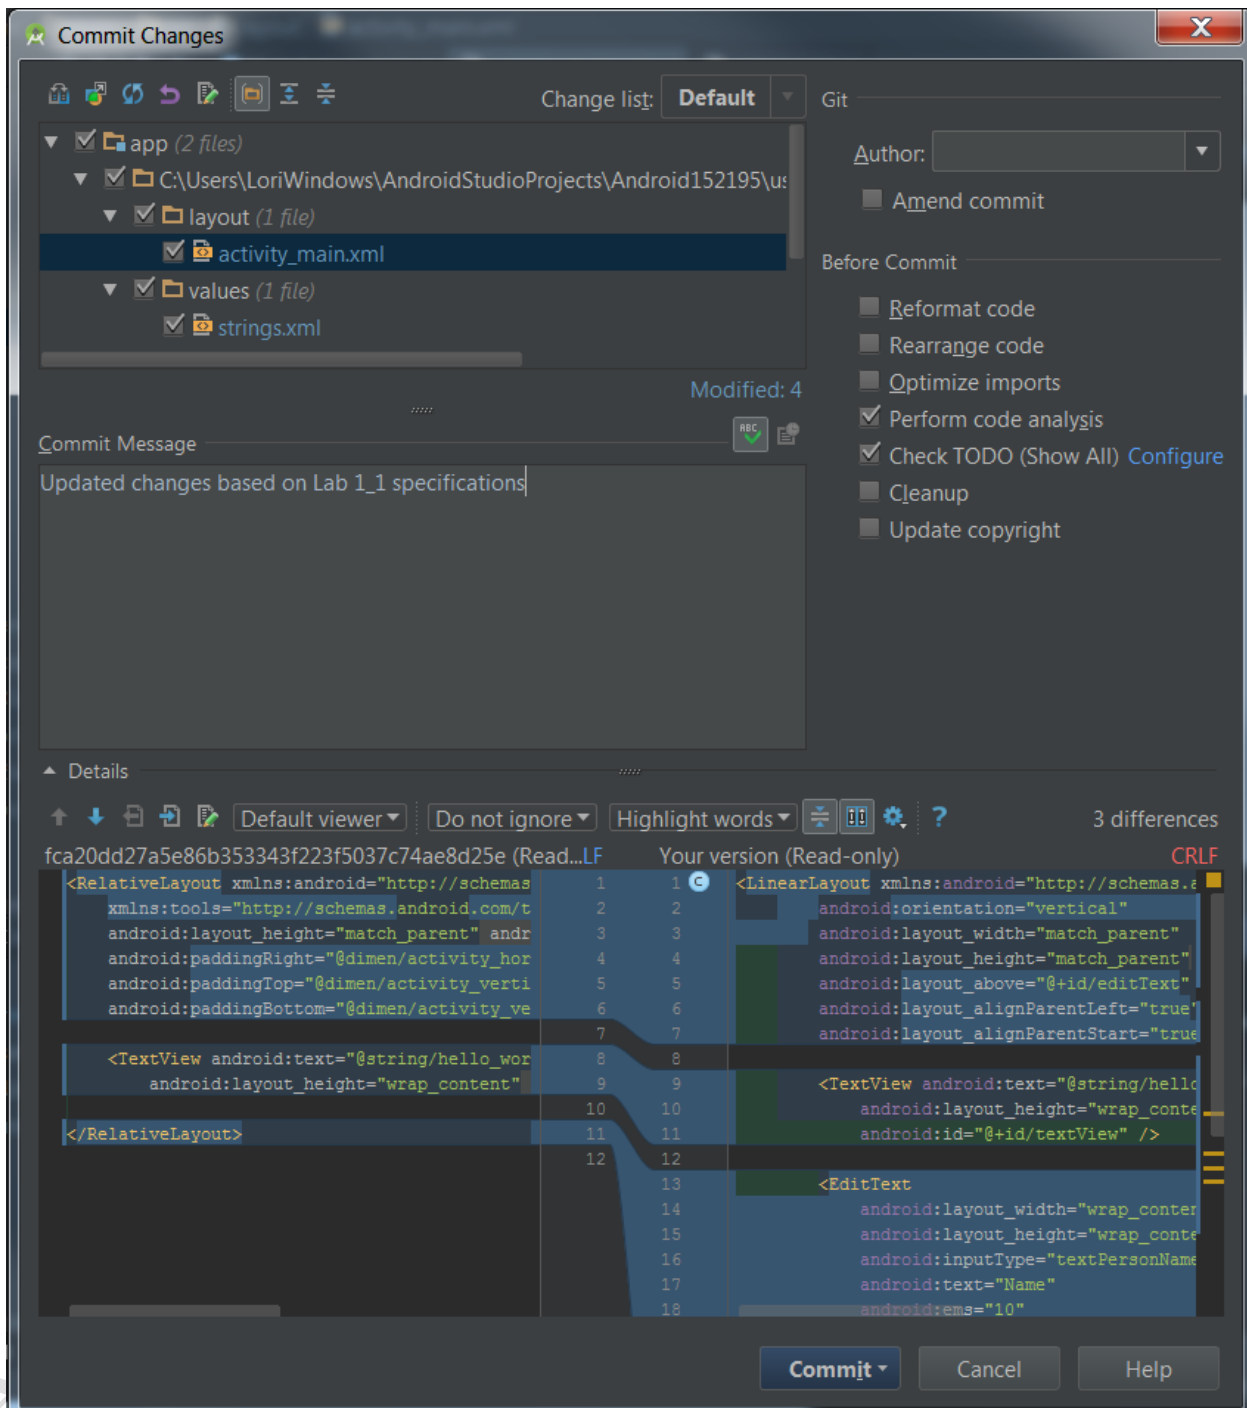 Commit Changes
Change list: Default
app (2 files)
C:\Users\LoriWindows\AndroidStudioProjects\Android152195\us
layout (1 file)
activity_main.xml
values (1 file)
strings.xml
Modified: 4
Git
Author:
Amend commit
Before Commit
Reformat code
Rearrange code
Optimize imports
Perform code analysis
Check TODO (Show All) Configure
Cleanup
Update copyright
Commit Message
ABC
Updated changes based on Lab 1_1 specifications
Details
Default viewer Do not ignore Highlight words ? 3 differences
fca20dd27a5e86b353343f223f5037c74ae8d25e (Read...LF
<RelativeLayout xmlns:android="http://schemas 1
xmlns:tools="http://schemas.android.com/t 2
android:layout_height="match_parent" andr 3
android:paddingRight="@dimen/activity_hor 4
android:paddingTop="@dimen/activity_verti 5
android:paddingBottom="@dimen/activity_ve 6
7
<TextView android:text="@string/hello_wor 8
android:layout_height="wrap_content" 9
10
</RelativeLayout> 11
12
Your version (Read-only) CRLF
1 C <LinearLayout xmlns:android="http://schemas.a
2 android:orientation="vertical"
3 android:layout_width="match_parent"
4 android:layout_height="match_parent"
5 android:layout_above="@+id/editText"
6 android:layout_alignParentLeft="true"
7 android:layout_alignParentStart="true
8
9 <TextView android:text="@string/hello
10 android:layout_height="wrap_conte
11 android:id="@+id/textView" />
12
13 <EditText
14 android:layout_width="wrap_conten
15 android:layout_height="wrap_conte
16 android:inputType="textPersonName
17 android:text="Name"
18 android:ems="10"
Commit Cancel Help